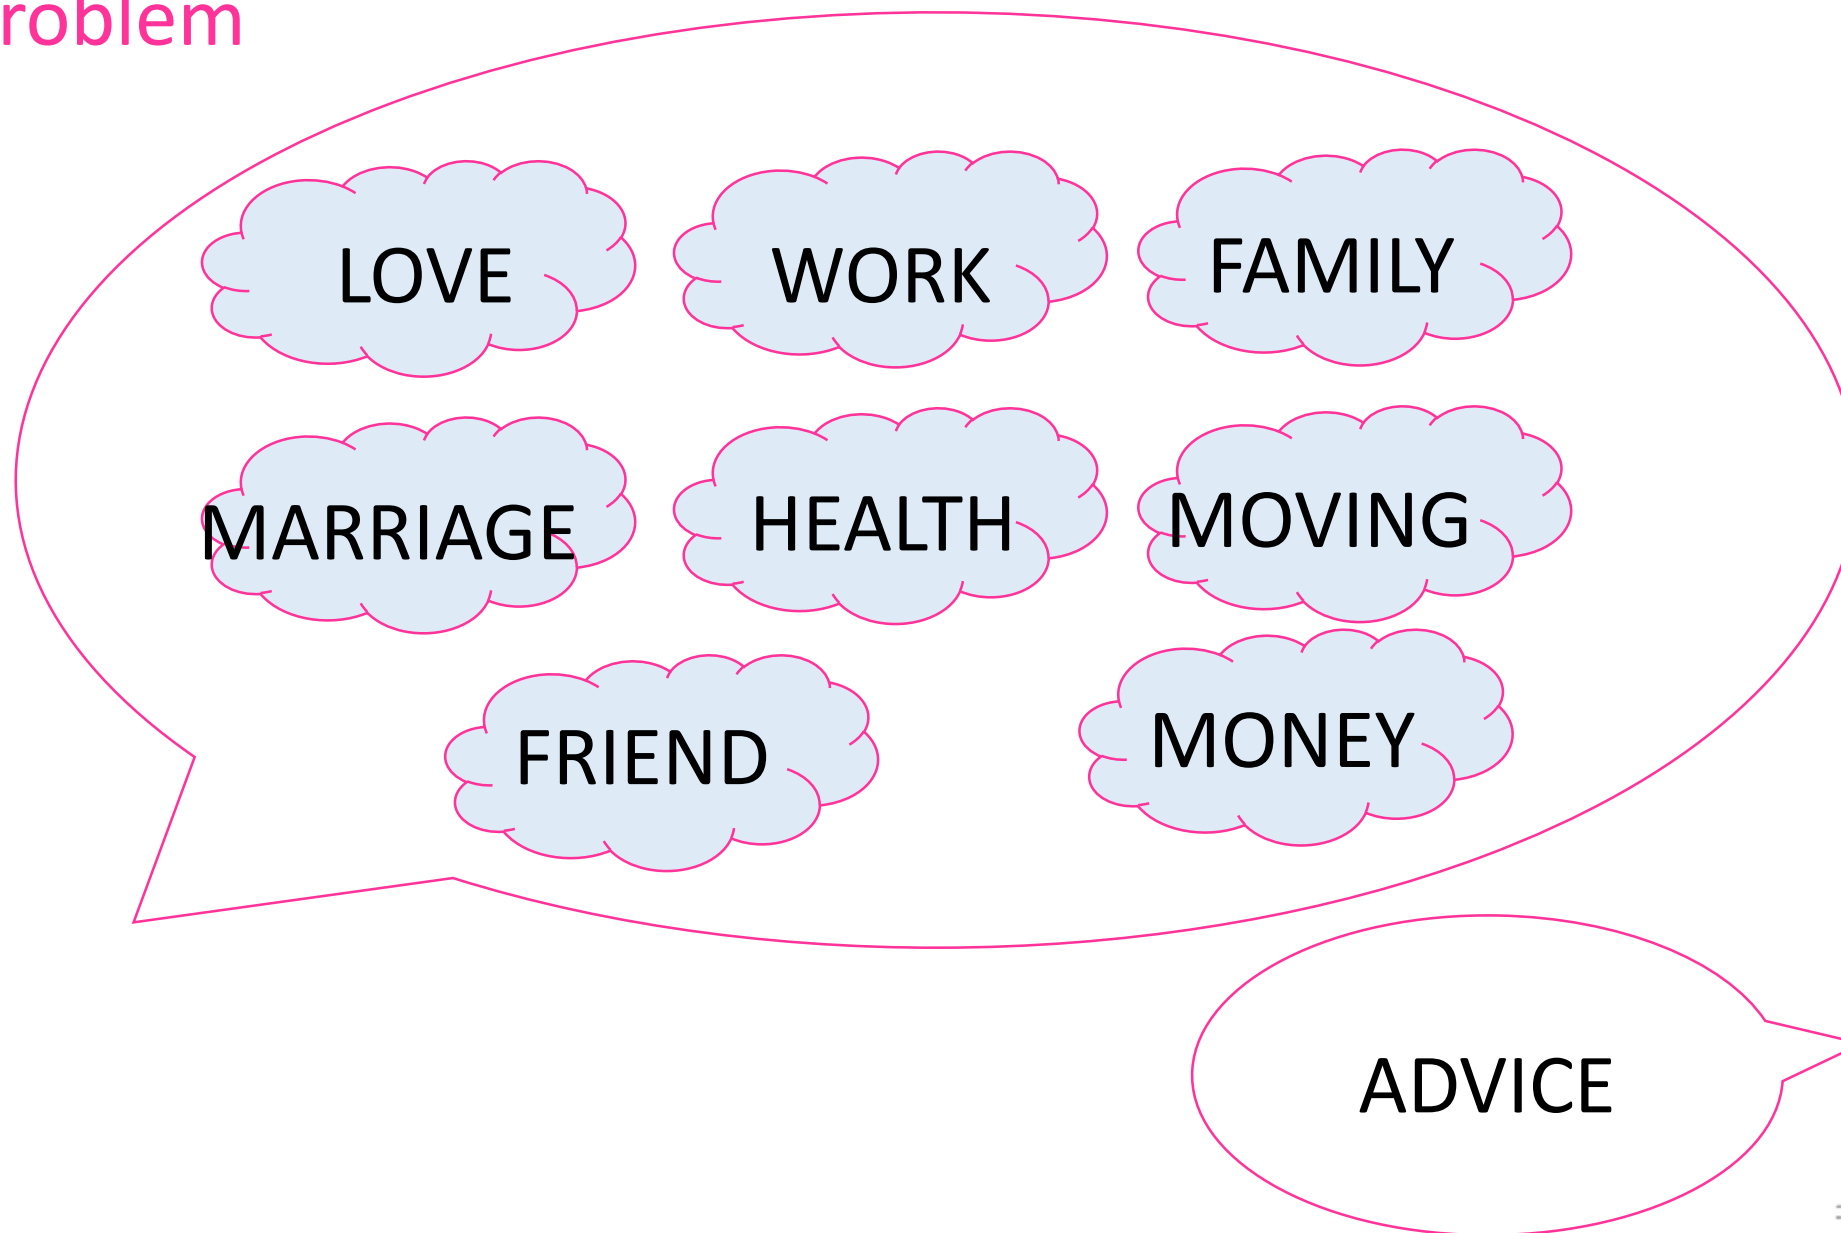 roblem
LOVE
WORK
FAMILY
MARRIAGE
HEALTH
MOVING
FRIEND
MONEY
ADVICE